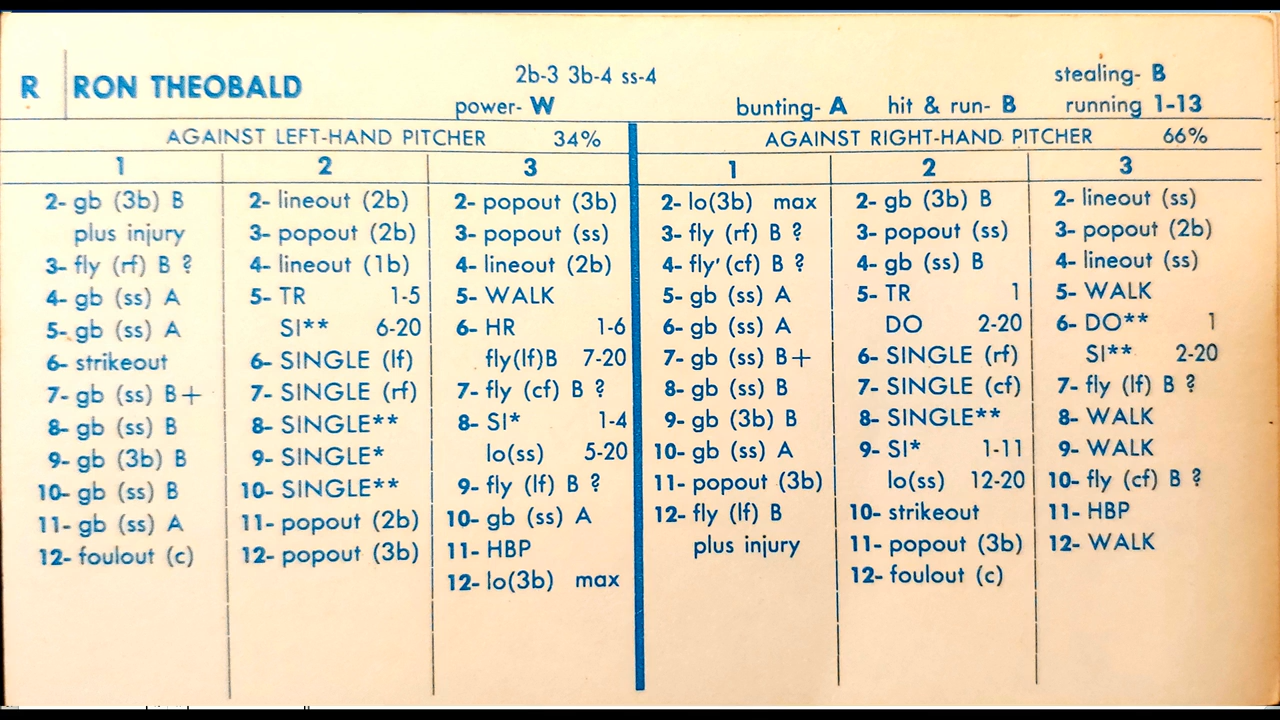 2b-3 3b-4 ss-4 stealing- B
R RON THEOBALD power- W bunting- A hit & run- B running 1-13
AGAINST LEFT-HAND PITCHER 34% AGAINST RIGHT-HAND PITCHER 66%
1 2 3 1 2 3
2- gb (3b) B
plus injury
3- fly (rf) B ?
4- gb (ss) A
5- gb (ss) A
6- strikeout
7- gb (ss) B+
8- gb (ss) B
9- gb (3b) B
10- gb (ss) B
11- gb (ss) A
12- foulout (c)
2- lineout (2b)
3- popout (2b)
4- lineout (1b)
5- TR 1-5
SI** 6-20
6- SINGLE (lf)
7- SINGLE (rf)
8- SINGLE**
9- SINGLE*
10- SINGLE**
11- popout (2b)
12- popout (3b)
2- popout (3b)
3- popout (ss)
4- lineout (2b)
5- WALK
6- HR 1-6
fly(lf)B 7-20
7- fly (cf) B ?
8- SI* 1-4
lo(ss) 5-20
9- fly (lf) B ?
10- gb (ss) A
11- HBP
12- lo(3b) max
2- lo(3b) max
3- fly (rf) B ?
4- fly (cf) B ?
5- gb (ss) A
6- gb (ss) A
7- gb (ss) B+
8- gb (ss) B
9- gb (3b) B
10- gb (ss) A
11- popout (3b)
12- fly (lf) B
plus injury
2- gb (3b) B
3- popout (ss)
4- gb (ss) B
5- TR 1
DO 2-20
6- SINGLE (rf)
7- SINGLE (cf)
8- SINGLE**
9- SI* 1-11
lo(ss) 12-20
10- strikeout
11- popout (3b)
12- foulout (c)
2- lineout (ss)
3- popout (2b)
4- lineout (ss)
5- WALK
6- DO** 1
SI** 2-20
7- fly (lf) B ?
8- WALK
9- WALK
10- fly (cf) B ?
11- HBP
12- WALK